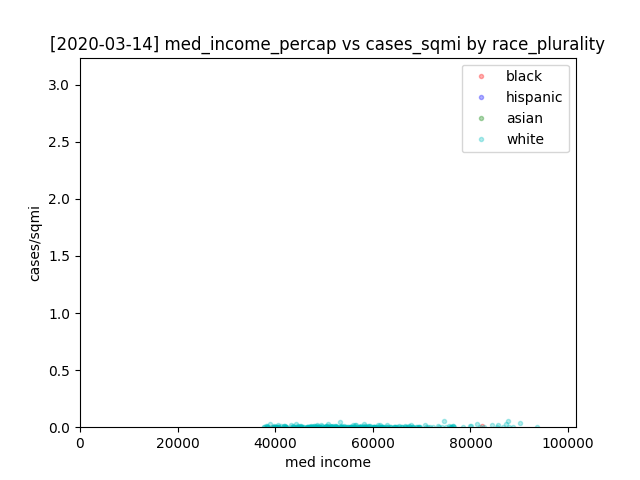 [2020-03-14] med_income_percap vs cases_sqmi by race_plurality
black
hispanic
asian
white
3.0
2.5
2.0
1.5
1.0
0.5
0.0
cases/sqmi
0
20000
40000
60000
80000
100000
med income